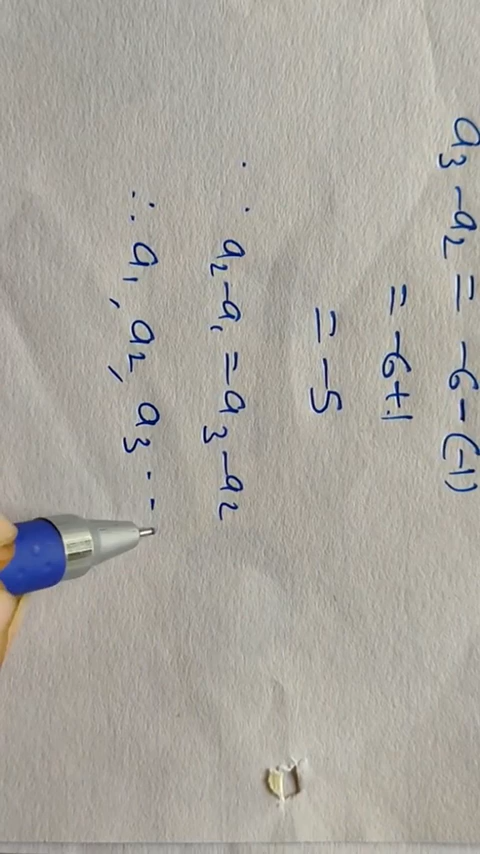 a₃ - a₂ = -6 - (-1)
= -6 + 1
= -5
∵ a₂ - a₁ = a₃ - a₂
∴ a₁, a₂, a₃ - -